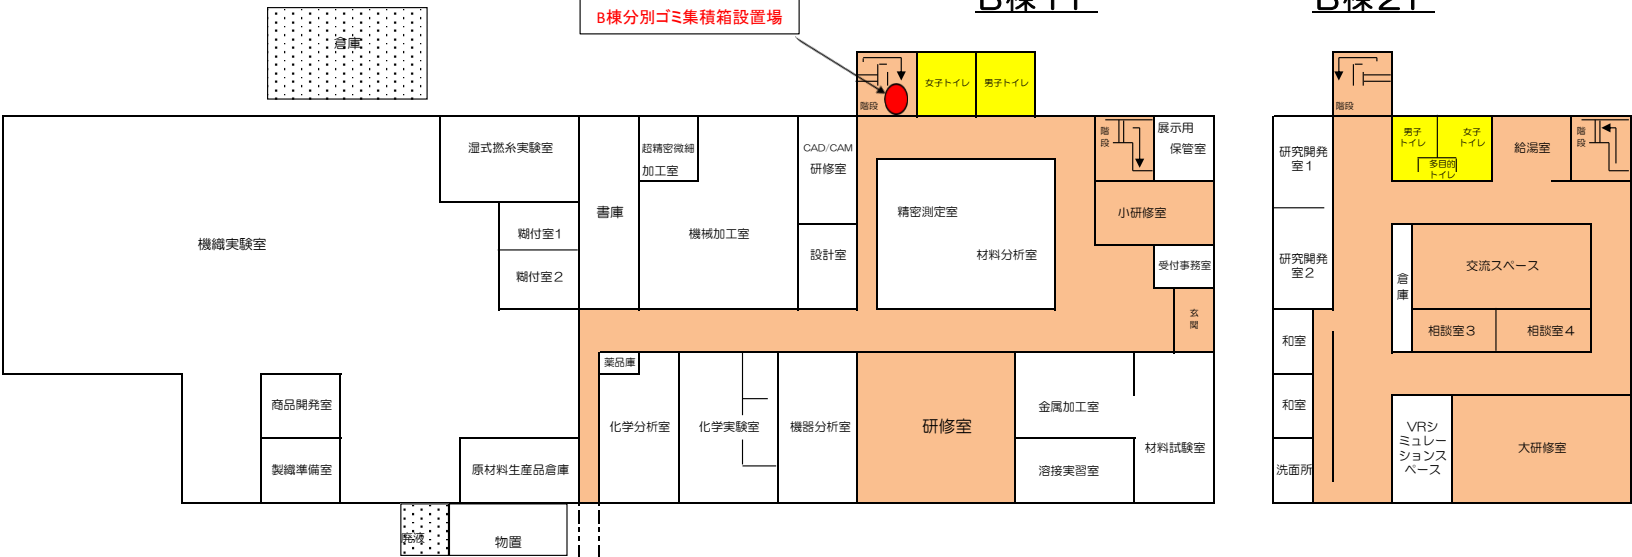 B棟1F
B棟2F
B棟分別ゴミ集積箱設置場
倉庫
階段
女子トイレ
男子トイレ
湿式撚糸実験室
超精密微細
加工室
CAD/CAM
研修室
階
段
展示用
保管室
書庫
機織実験室
糊付室1
糊付室2
機械加工室
設計室
精密測定室
材料分析室
小研修室
受付事務室
玄
関
薬品庫
商品開発室
製織準備室
原材料生産品倉庫
化学分析室
化学実験室
機器分析室
研修室
金属加工室
溶接実習室
材料試験室
廃液
物置
階段
研究開発
室1
研究開発
室2
男子
トイレ
女子
トイレ
多目的
トイレ
給湯室
階
段
倉
庫
交流スペース
相談室3
相談室4
和室
和室
洗面所
VRシ
ミュレー
ションス
ペース
大研修室